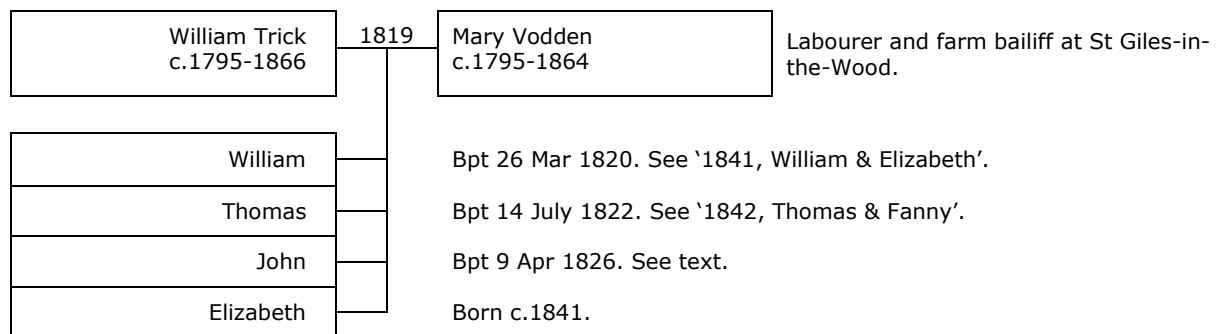 William Trick
c.1795-1866
1819
Mary Vodden
c.1795-1864
Labourer and farm bailiff at St Giles-in-
the-Wood.
William
Bpt 26 Mar 1820. See ‘1841, William & Elizabeth’.
Thomas
Bpt 14 July 1822. See ‘1842, Thomas & Fanny’.
John
Bpt 9 Apr 1826. See text.
Elizabeth
Born c.1841.